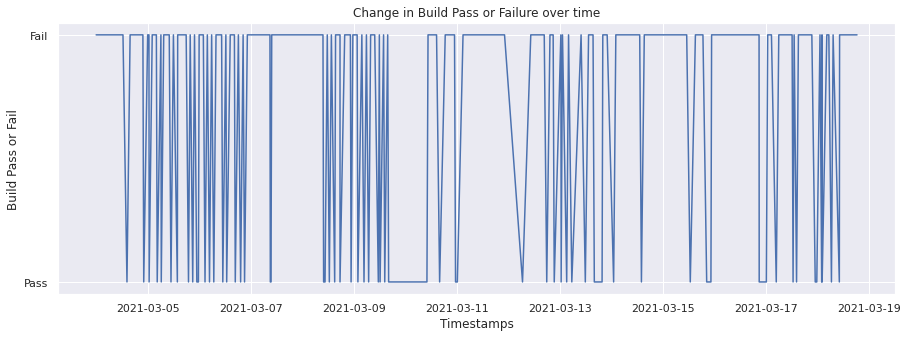 Change in Build Pass or Failure over time
Fail
Build Pass or Fail
Pass
2021-03-05 2021-03-07 2021-03-09 2021-03-11 2021-03-13 2021-03-15 2021-03-17 2021-03-19
Timestamps